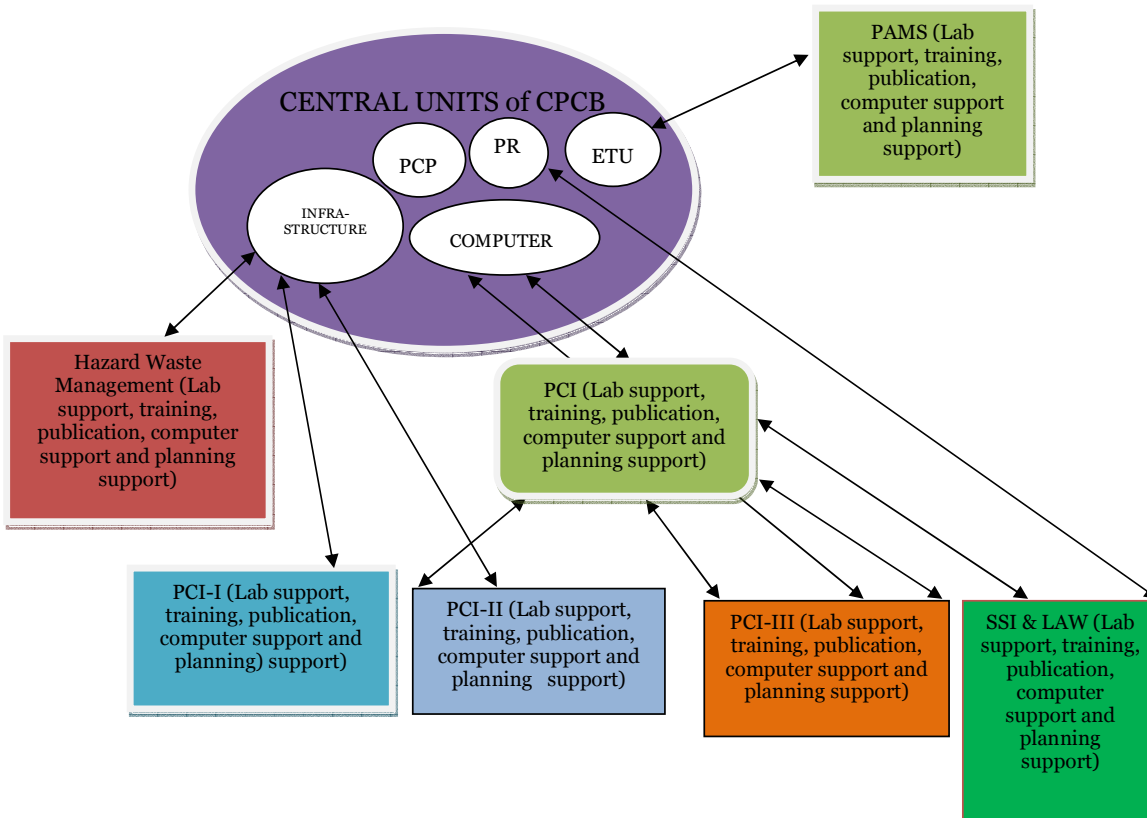 PAMS (Lab
support, training,
publication,
computer support
and planning
support)
CENTRAL UNITS of CPCB
PCP
PR
ETU
INFRA-
STRUCTURE
COMPUTER
Hazard Waste
Management (Lab
support, training,
publication, computer
support and planning
support)
PCI (Lab support,
training, publication,
computer support and
planning support)
PCI-I (Lab support,
training, publication,
computer support and
planning) support)
PCI-II (Lab support,
training, publication,
computer support and
planning support)
PCI-III (Lab support,
training, publication,
computer support and
planning support)
SSI & LAW (Lab
support, training,
publication,
computer
support and
planning
support)